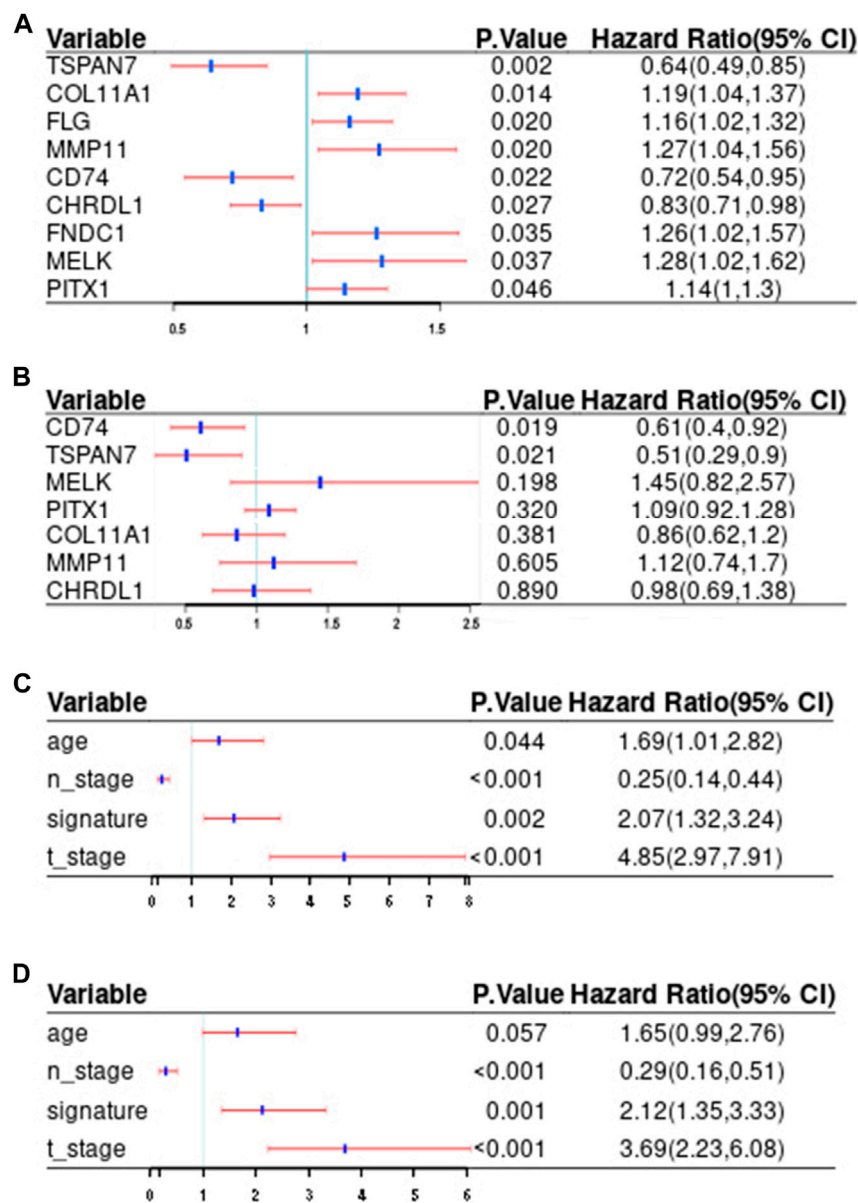 A
Variable P.Value Hazard Ratio(95% CI)
TSPAN7 0.002 0.64(0.49,0.85)
COL11A1 0.014 1.19(1.04,1.37)
FLG 0.020 1.16(1.02,1.32)
MMP11 0.020 1.27(1.04,1.56)
CD74 0.022 0.72(0.54,0.95)
CHRDL1 0.027 0.83(0.71,0.98)
FNDC1 0.035 1.26(1.02,1.57)
MELK 0.037 1.28(1.02,1.62)
PITX1 0.046 1.14(1,1.3)
0.5 1 1.5
B
Variable P.Value Hazard Ratio(95% CI)
CD74 0.019 0.61(0.4,0.92)
TSPAN7 0.021 0.51(0.29,0.9)
MELK 0.198 1.45(0.82,2.57)
PITX1 0.320 1.09(0.92,1.28)
COL11A1 0.381 0.86(0.62,1.2)
MMP11 0.605 1.12(0.74,1.7)
CHRDL1 0.890 0.98(0.69,1.38)
0.5 1 2 2.5
C
Variable P.Value Hazard Ratio(95% CI)
age 0.044 1.69(1.01,2.82)
n_stage <0.001 0.25(0.14,0.44)
signature 0.002 2.07(1.32,3.24)
t_stage <0.001 4.85(2.97,7.91)
0 1 2 3 4 5 6 7 8
D
Variable P.Value Hazard Ratio(95% CI)
age 0.057 1.65(0.99,2.76)
n_stage <0.001 0.29(0.16,0.51)
signature 0.001 2.12(1.35,3.33)
t_stage <0.001 3.69(2.23,6.08)
0 1 2 3 4 5 6